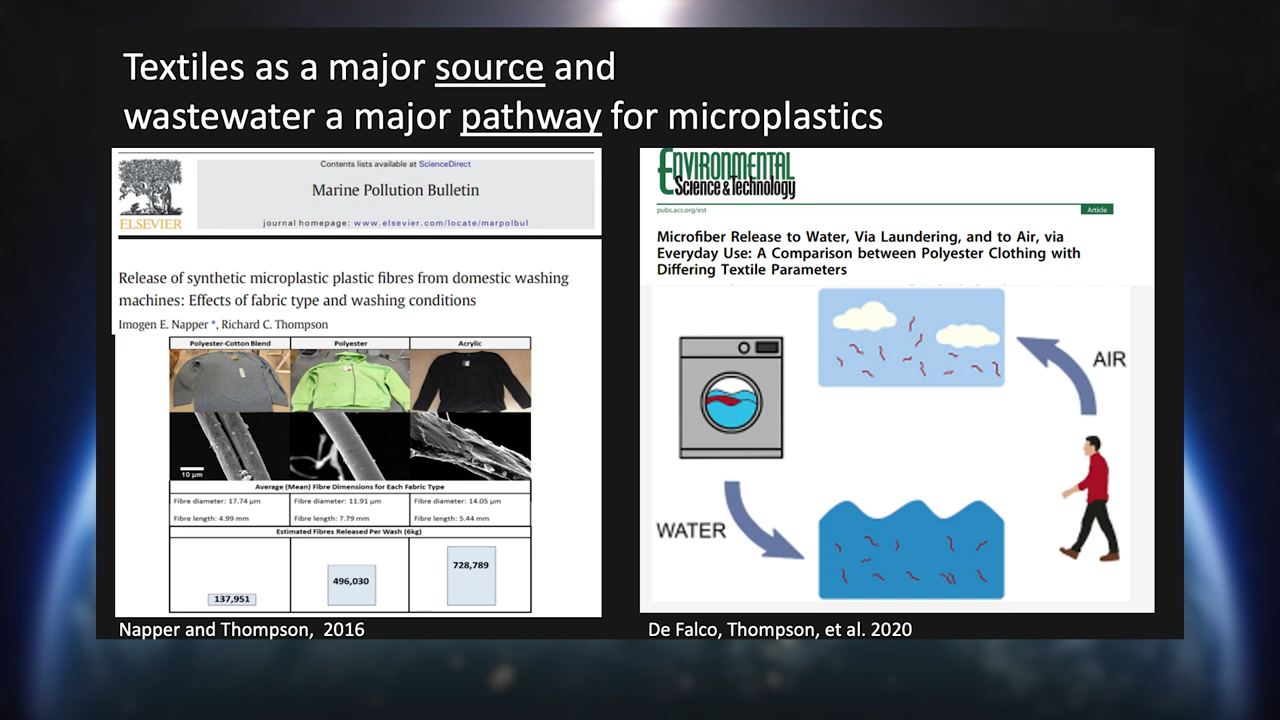 Textiles as a major source and
wastewater a major pathway for microplastics
Contents lists available at ScienceDirect
Marine Pollution Bulletin
ELSEVIER
journal homepage: www.elsevier.com/locate/marpolbul
Release of synthetic microplastic plastic fibres from domestic washing
machines: Effects of fabric type and washing conditions
Imogen E. Napper *, Richard C. Thompson
Polyester-Cotton Blend Polyester Acrylic
10 µm
Average (Mean) Fibre Dimensions for Each Fabric Type
Fibre diameter: 17.74 µm Fibre diameter: 11.91 µm Fibre diameter: 14.05 µm
Fibre length: 4.99 mm Fibre length: 7.79 mm Fibre length: 5.44 mm
Estimated Fibres Released Per Wash (6kg)
137,951 496,030 728,789
Napper and Thompson, 2016
ENVIRONMENTAL
Science & Technology
pubs.acs.org/est Article
Microfiber Release to Water, Via Laundering, and to Air, via
Everyday Use: A Comparison between Polyester Clothing with
Differing Textile Parameters
AIR
WATER
De Falco, Thompson, et al. 2020